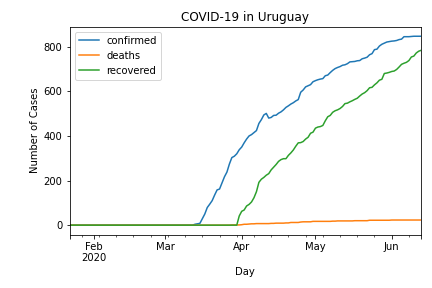 COVID-19 in Uruguay
confirmed
deaths
recovered
Number of Cases
800
600
400
200
0
Feb
2020
Mar
Apr
May
Jun
Day